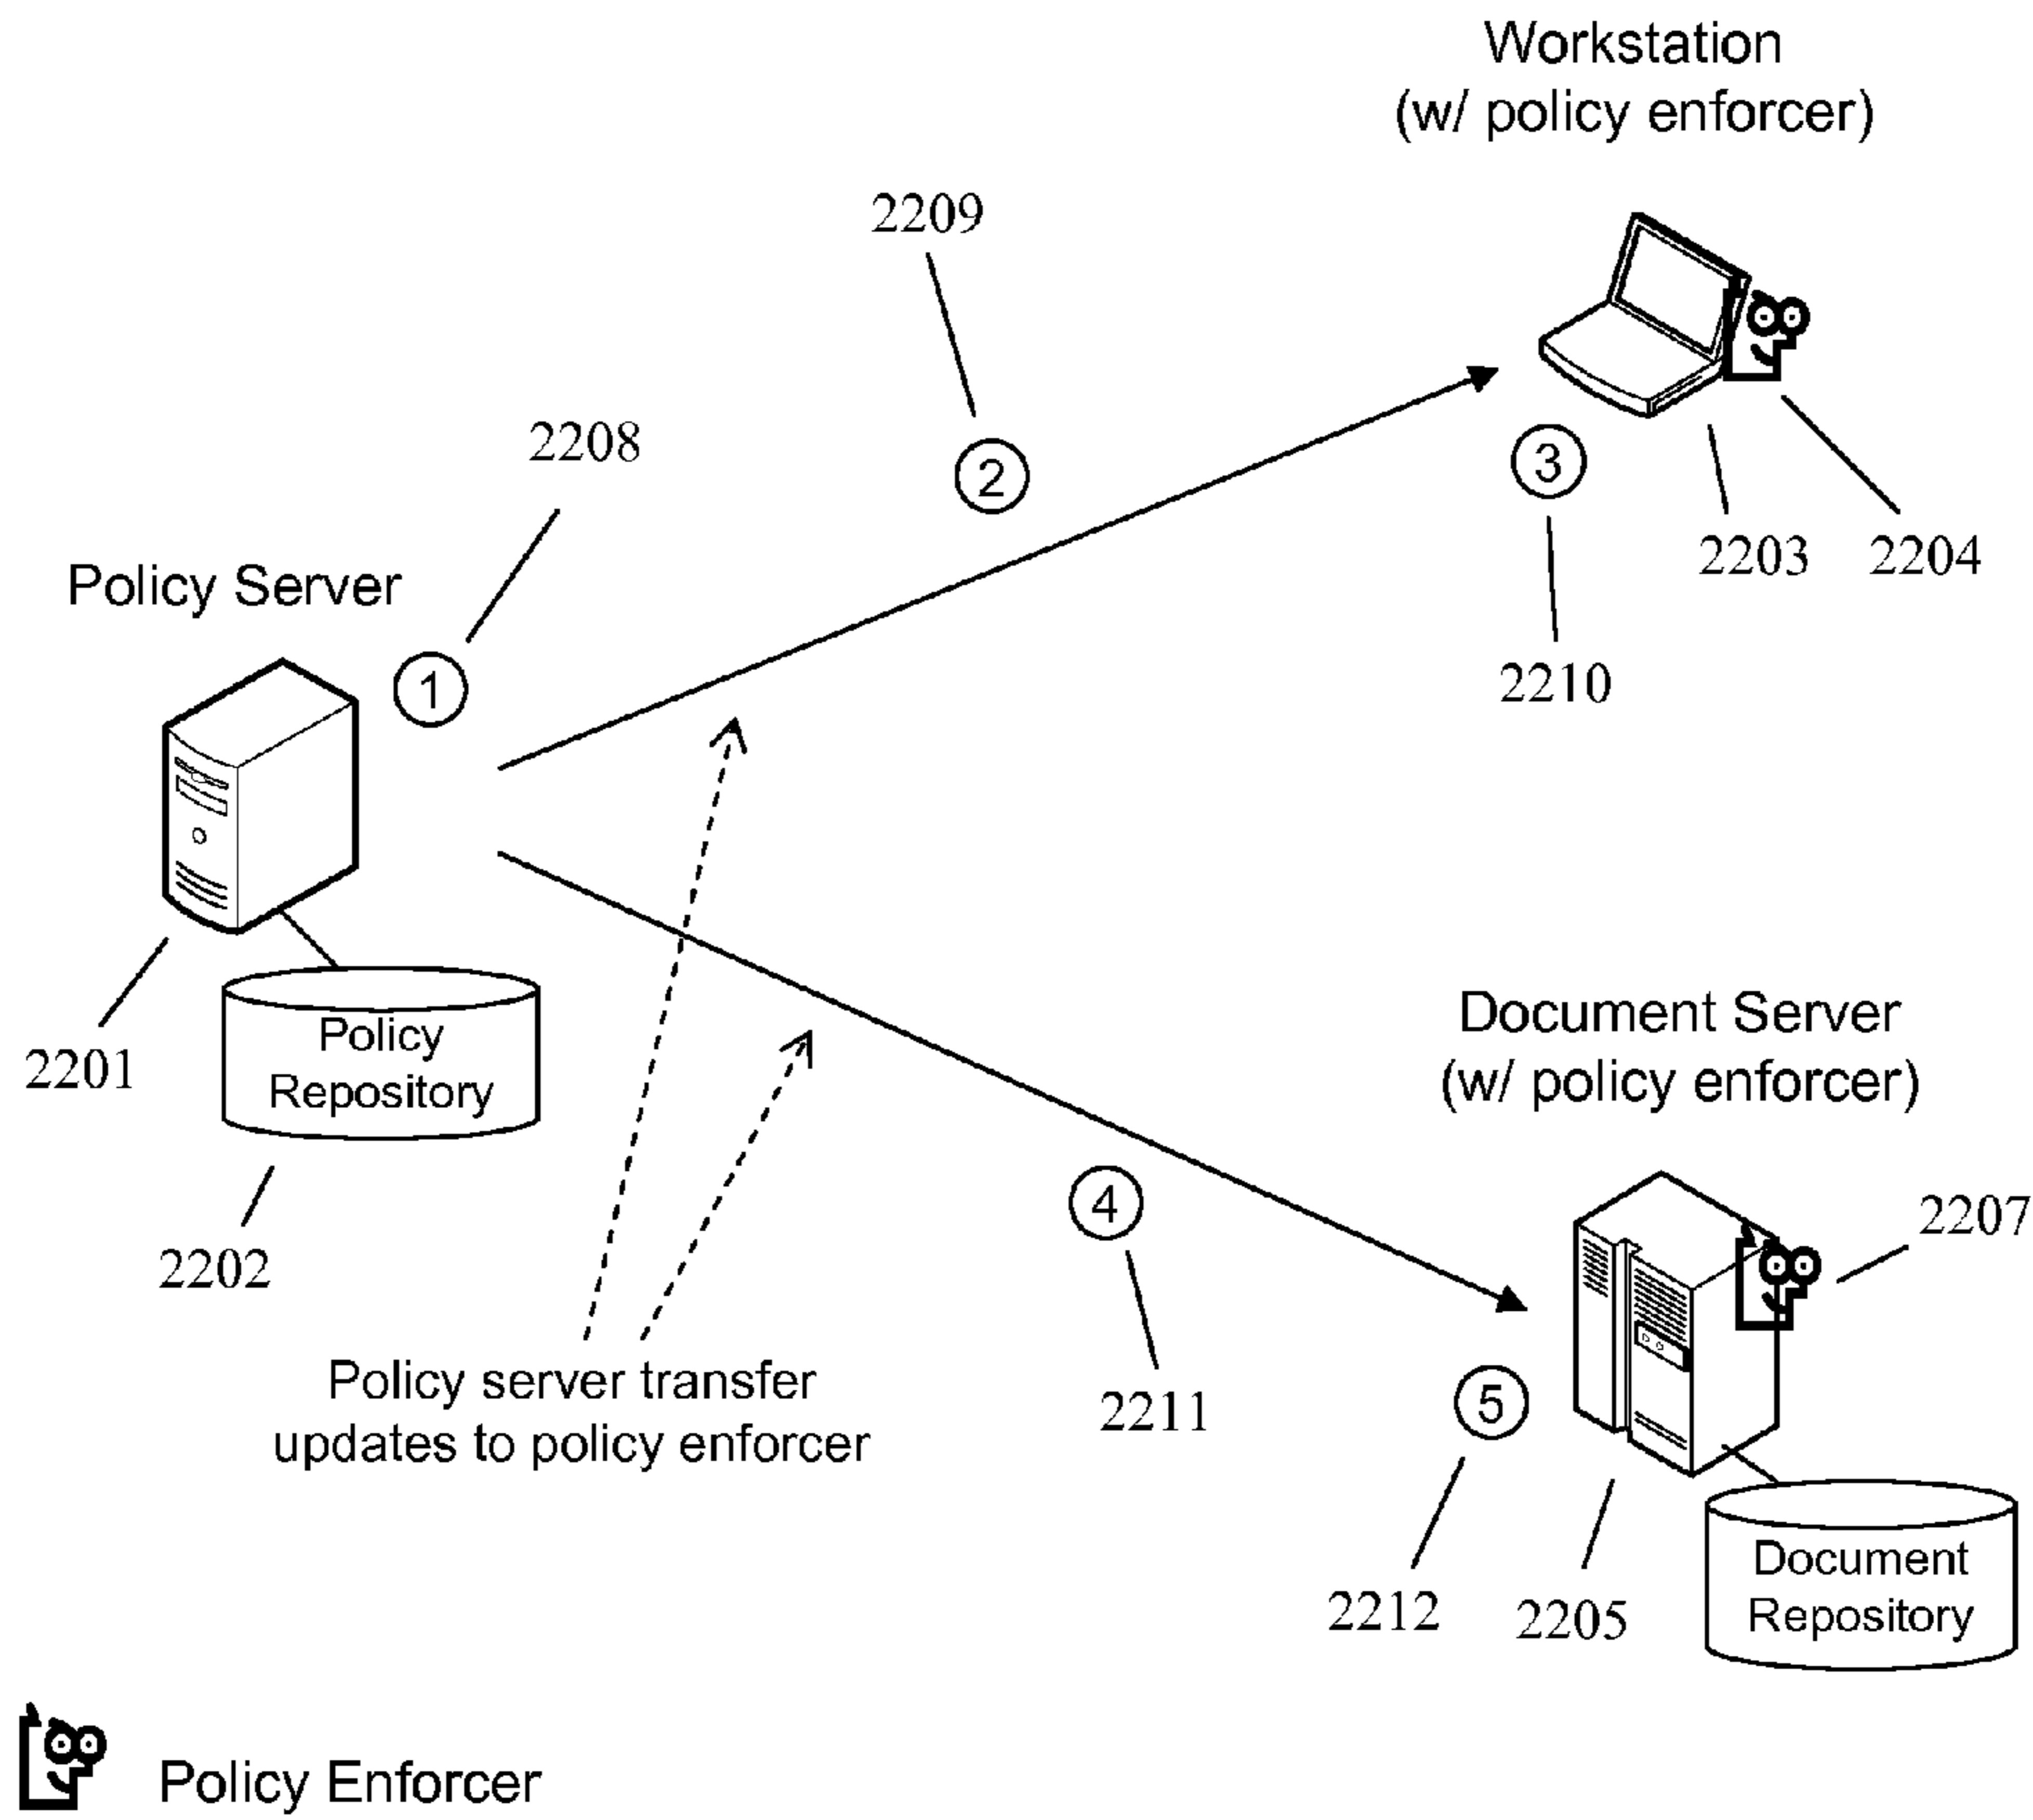 Workstation
(w/ policy enforcer)
2209
2208
2
3
2203
2204
Policy Server
1
2210
Document Server
(w/ policy enforcer)
Policy
Repository
2201
4
2207
2202
Policy server transfer
updates to policy enforcer
2211
5
2212
2205
Document
Repository
Policy Enforcer